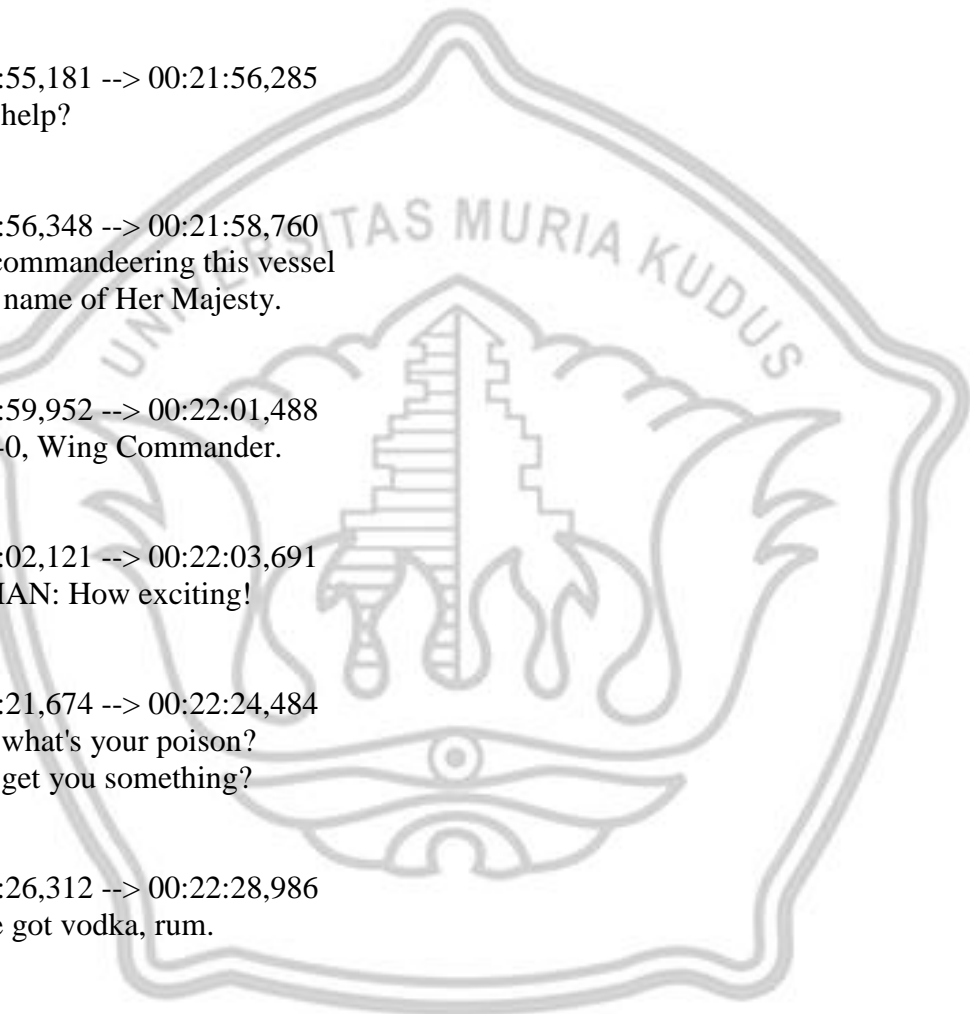 :55,181 --> 00:21:56,285
help?
:56,348 --> 00:21:58,760
commandeering this vessel
name of Her Majesty.
:59,952 --> 00:22:01,488
-0, Wing Commander.
:02,121 --> 00:22:03,691
IAN: How exciting!
:21,674 --> 00:22:24,484
what's your poison?
get you something?
:26,312 --> 00:22:28,986
e got vodka, rum.
UNIVERSITAS MURIA KUDUS